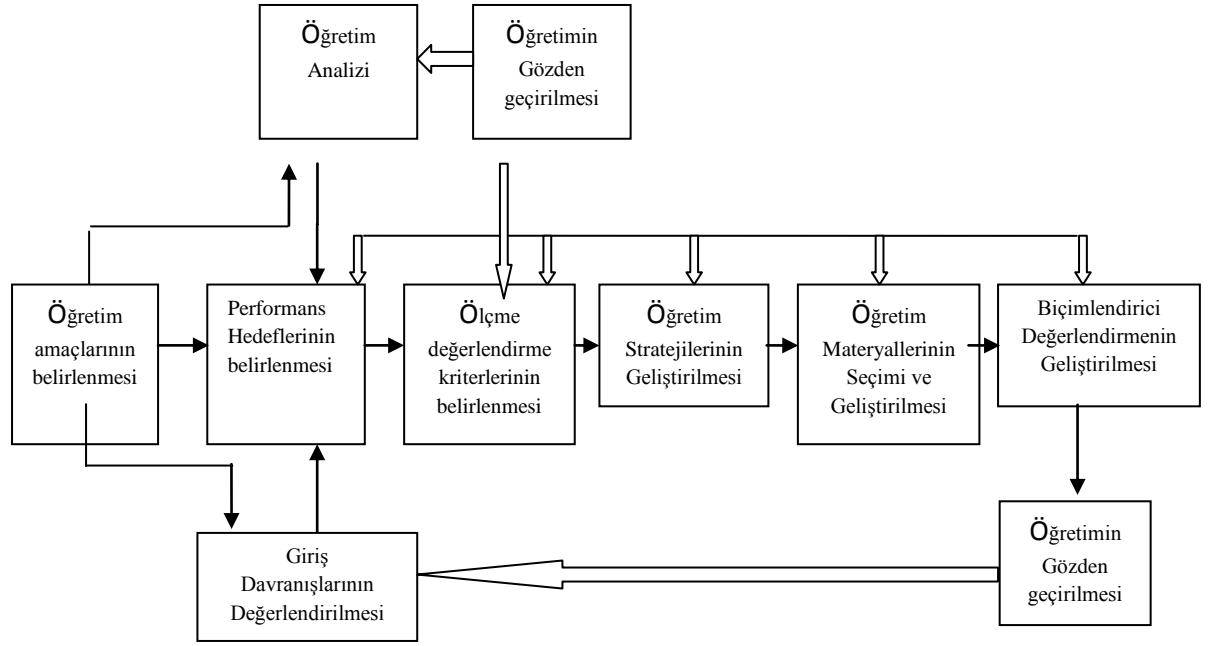 Öğretim
Analizi
Öğretimin
Gözden
geçirilmesi
Öğretim
amaçlarının
belirlenmesi
Performans
Hedeflerinin
belirlenmesi
Ölçme
değerlendirme
kriterlerinin
belirlenmesi
Öğretim
Stratejilerinin
Geliştirilmesi
Öğretim
Materyallerinin
Seçimi ve
Geliştirilmesi
Biçimlendirici
Değerlendirmenin
Geliştirilmesi
Giriş
Davranışlarının
Değerlendirilmesi
Öğretimin
Gözden
geçirilmesi